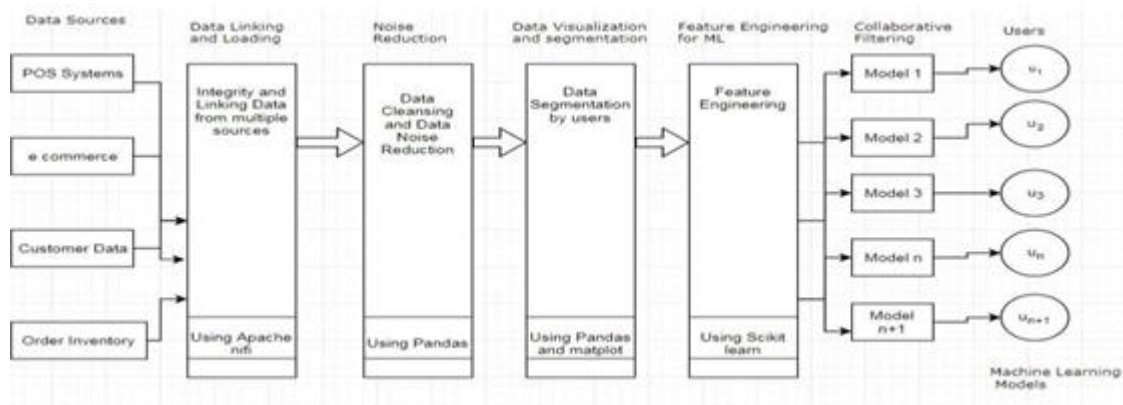 Data Sources
POS Systems
e commerce
Customer Data
Order Inventory
Data Linking
and Loading
Integrity and
Linking Data
from multiple
sources
Using Apache
nifi
Noise
Reduction
Data
Cleansing
and Data
Noise
Reduction
Using Pandas
Data Visualization
and segmentation
Data
Segmentation
by users
Using Pandas
and matplot
Feature Engineering
for ML
Feature
Engineering
Using Scikit
learn
Collaborative
Filtering
Model 1
Model 2
Model 3
Model n
Model
n+1
Users
u1
u2
u3
un
un+1
Machine Learning
Models